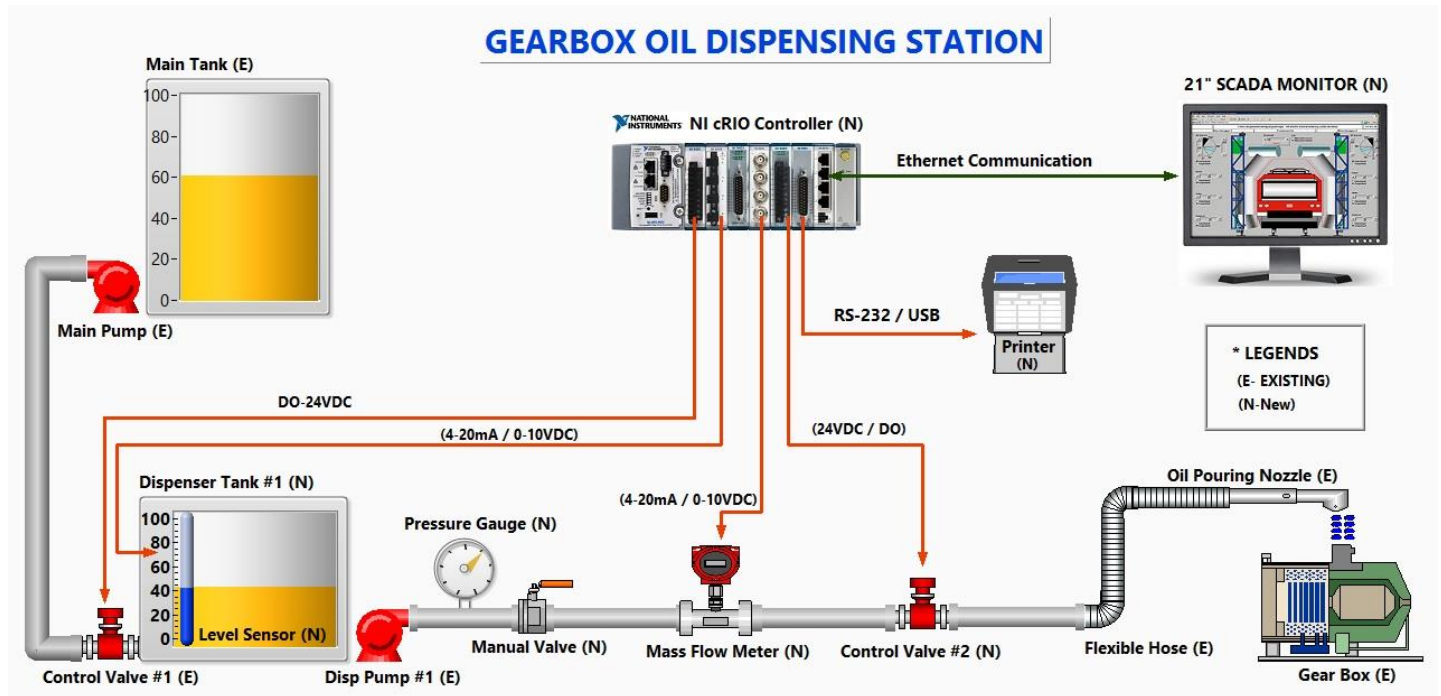 GEARBOX OIL DISPENSING STATION
Main Tank (E)
100
80
60
40
20
0
Main Pump (E)
NATIONAL
INSTRUMENTS
NI cRIO Controller (N)
Ethernet Communication
21" SCADA MONITOR (N)
RS-232 / USB
Printer
(N)
* LEGENDS
(E- EXISTING)
(N-New)
DO-24VDC
(4-20mA / 0-10VDC)
(24VDC / DO)
(4-20mA / 0-10VDC)
Dispenser Tank #1 (N)
100
80
60
40
20
0
Level Sensor (N)
Control Valve #1 (E)
Pressure Gauge (N)
Disp Pump #1 (E)
Manual Valve (N)
Mass Flow Meter (N)
Control Valve #2 (N)
Flexible Hose (E)
Oil Pouring Nozzle (E)
Gear Box (E)